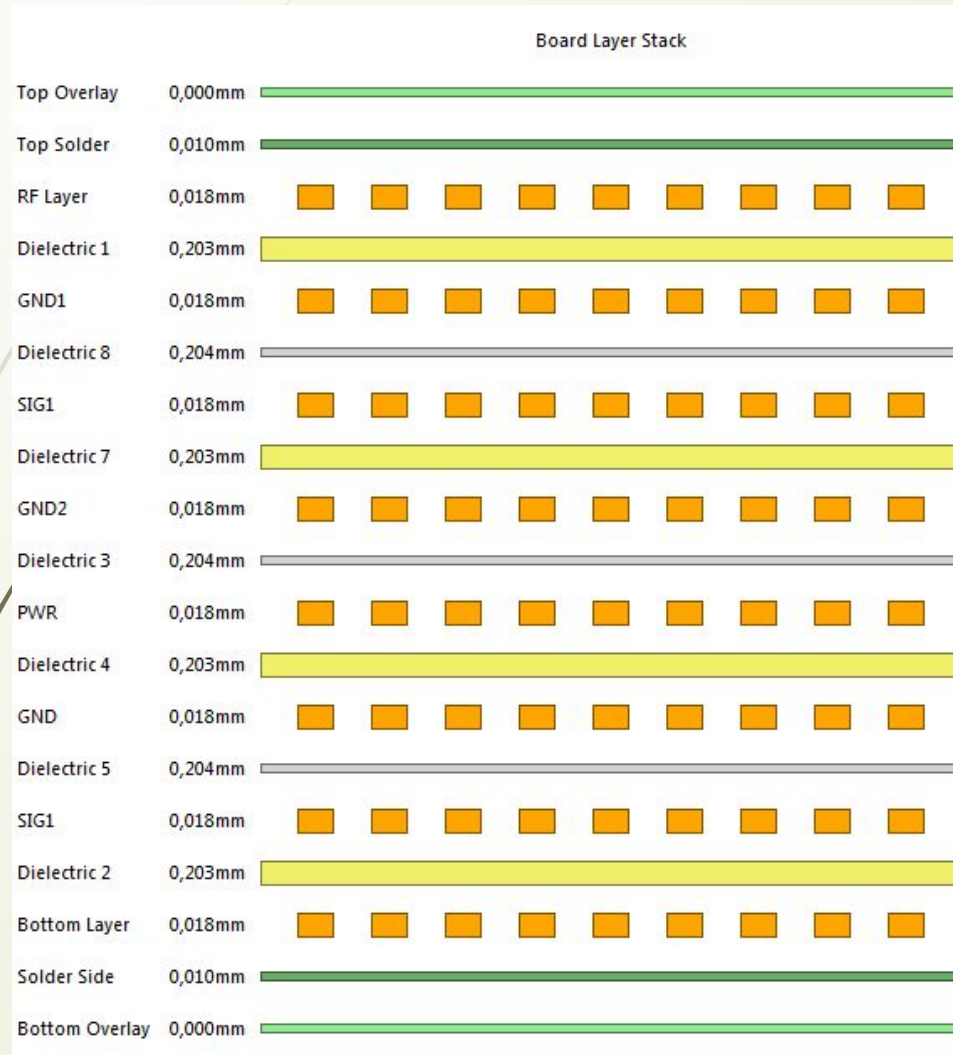 Board Layer Stack
Top Overlay 0,000mm
Top Solder 0,010mm
RF Layer 0,018mm
Dielectric 1 0,203mm
GND1 0,018mm
Dielectric 8 0,204mm
SIG1 0,018mm
Dielectric 7 0,203mm
GND2 0,018mm
Dielectric 3 0,204mm
PWR 0,018mm
Dielectric 4 0,203mm
GND 0,018mm
Dielectric 5 0,204mm
SIG1 0,018mm
Dielectric 2 0,203mm
Bottom Layer 0,018mm
Solder Side 0,010mm
Bottom Overlay 0,000mm